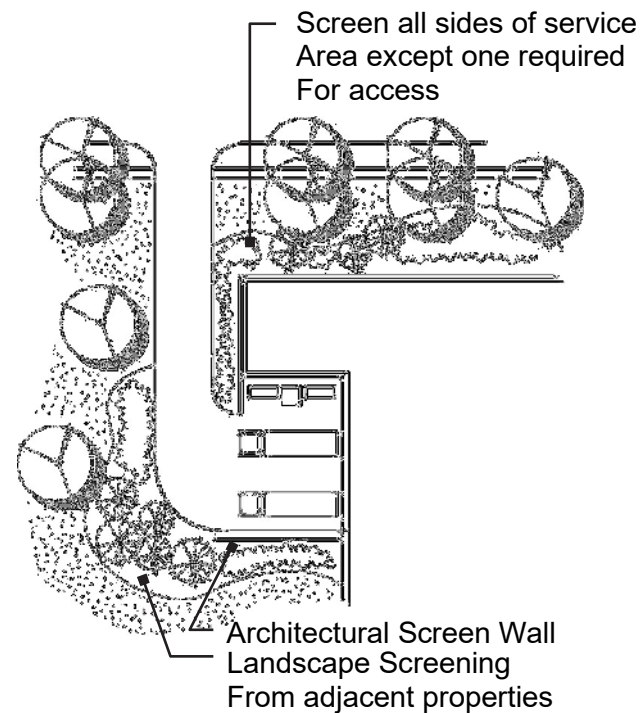 Screen all sides of service
Area except one required
For access
Architectural Screen Wall
Landscape Screening
From adjacent properties